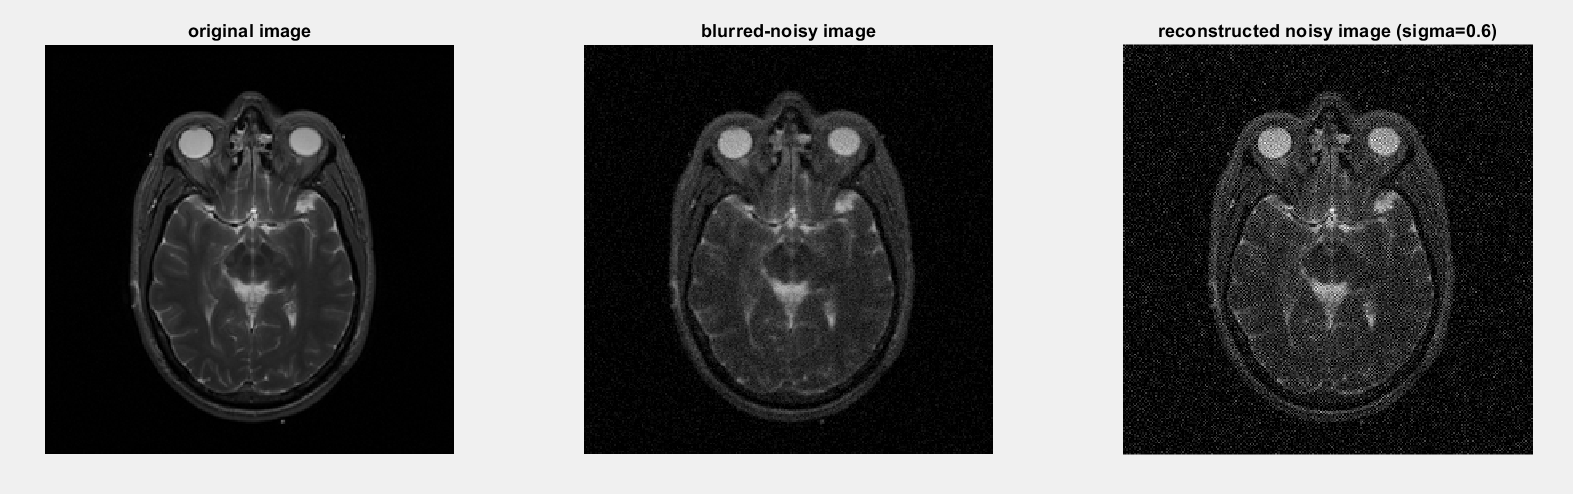 original image
blurred-noisy image
reconstructed noisy image (sigma=0.6)